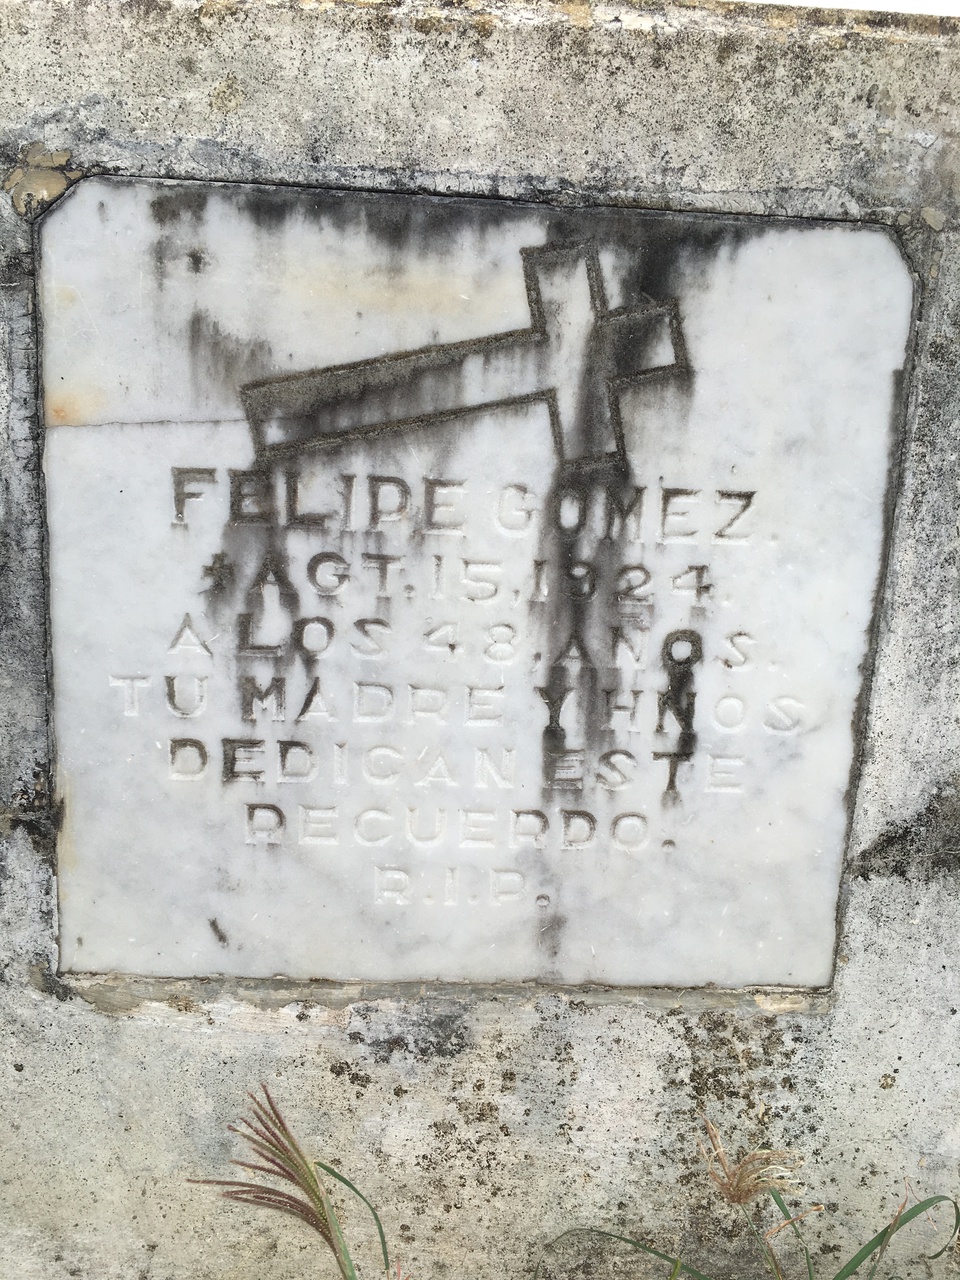 FELIPE GOMEZ.
✝AGT. 15, 1924.
A LOS 48, AÑOS.
TU MADRE Y HNOS
DEDICAN ESTE
RECUERDO.
R.I.P.